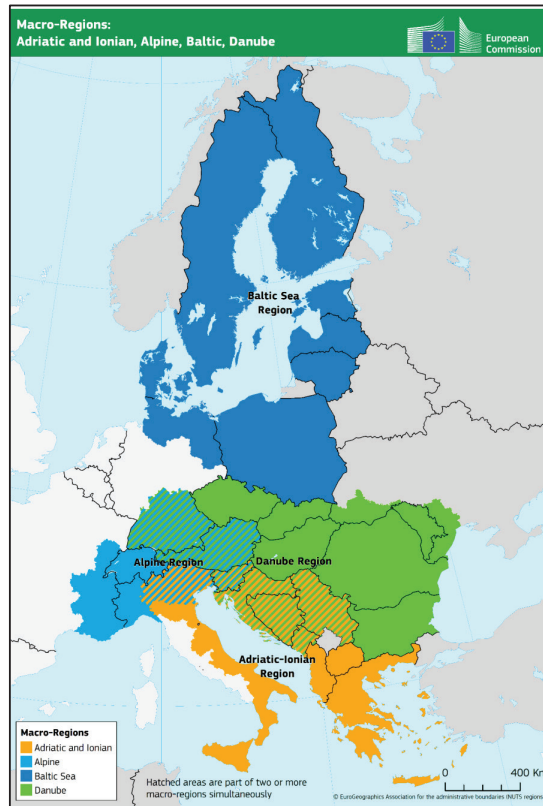 Macro-Regions:
Adriatic and Ionian, Alpine, Baltic, Danube
European
Commission
Baltic Sea
Region
Alpine Region
Danube Region
Adriatic-Ionian
Region
Macro-Regions
Adriatic and Ionian
Alpine
Baltic Sea
Danube
Hatched areas are part of two or more
macro-regions simultaneously
0 400 Km
© EuroGeographics Association for the administrative boundaries (NUTS regions